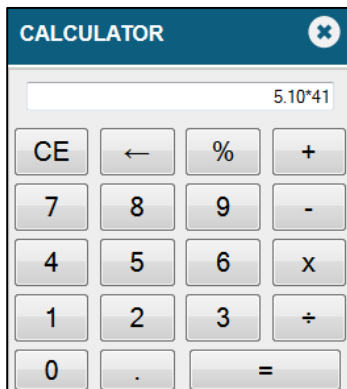 CALCULATOR
5.10*41
CE ← % +
7 8 9 -
4 5 6 x
1 2 3 ÷
0 . =